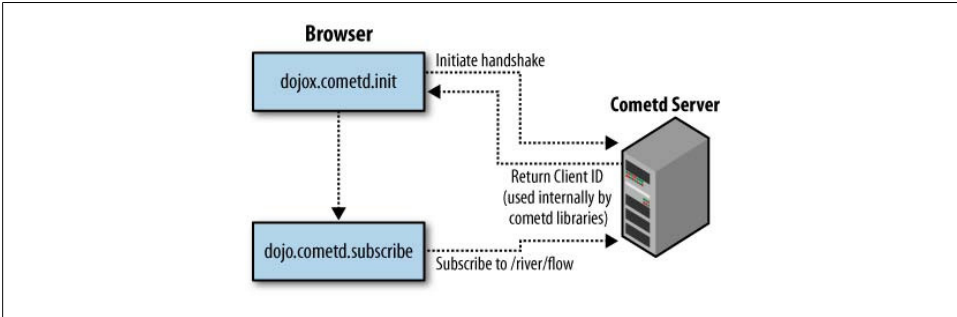 Browser
dojox.cometd.init
Initiate handshake
Cometd Server
Return Client ID
(used internally by
cometd libraries)
dojo.cometd.subscribe
Subscribe to /river/flow